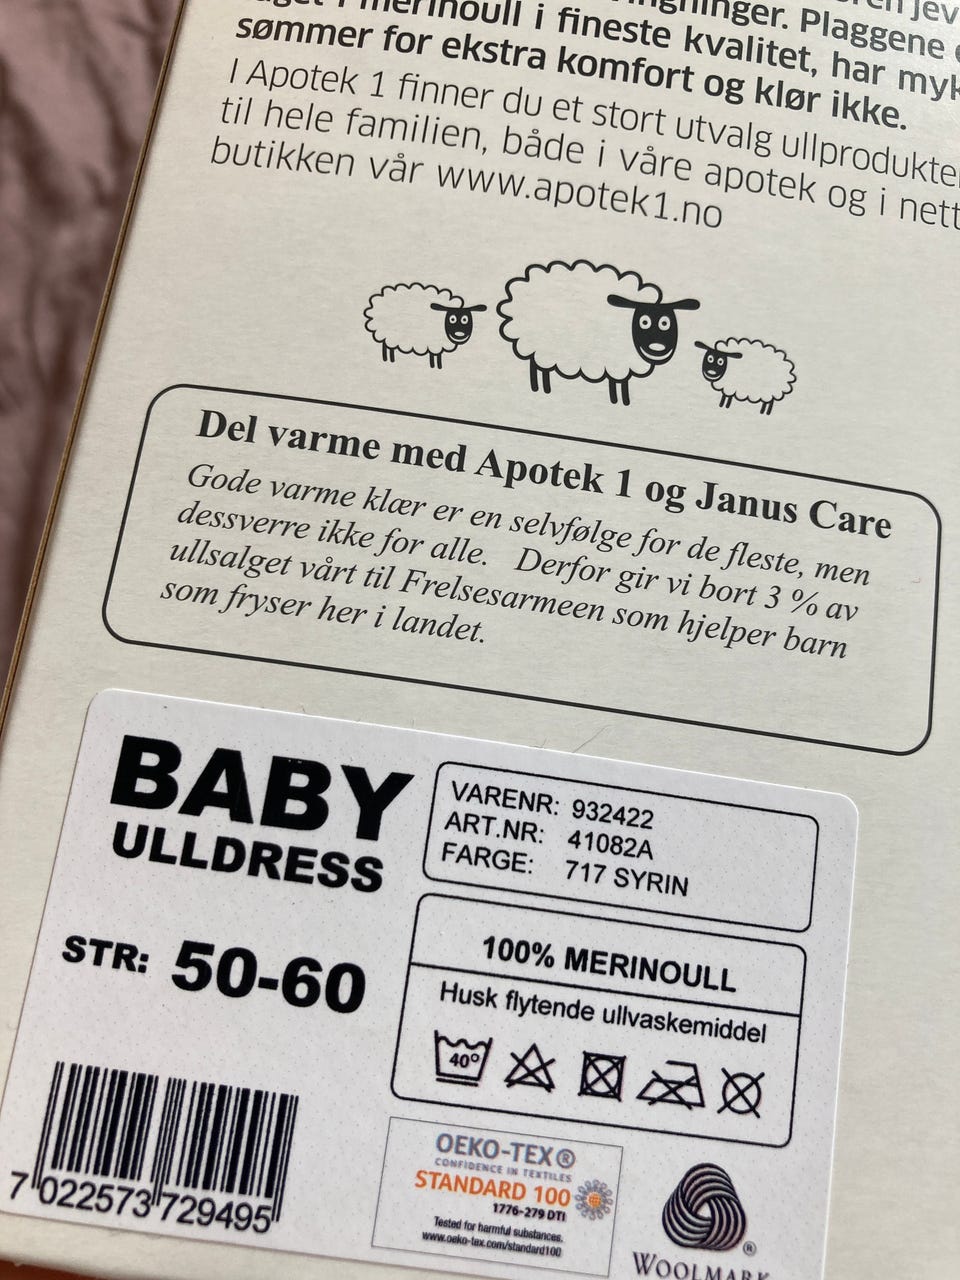 i merinoull i fineste kvalitet, har
sømmer for ekstra komfort og klør ikke.
I Apotek 1 finner du et stort utvalg
til hele familien, både i våre apotek og i
butikken vår www.apotek1.no
Del varme med Apotek 1 og Janus Care
Gode varme klær er en selvfølge for de fleste, men
dessverre ikke for alle. Derfor gir vi bort 3 % av
ullsalget vårt til Frelsesarmeen som hjelper barn
som fryser her i landet.
BABY
ULLDRESS
STR: 50-60
VARENR: 932422
ART.NR: 41082A
FARGE: 717 SYRIN
100% MERINOULL
Husk flytende ullvaskemiddel
40°
7 022573 729495
OEKO-TEX®
CONFIDENCE IN TEXTILES
STANDARD 100
1776-279 DTI
Tested for harmful substances.
www.oeko-tex.com/standard100
®
WOOLMARK